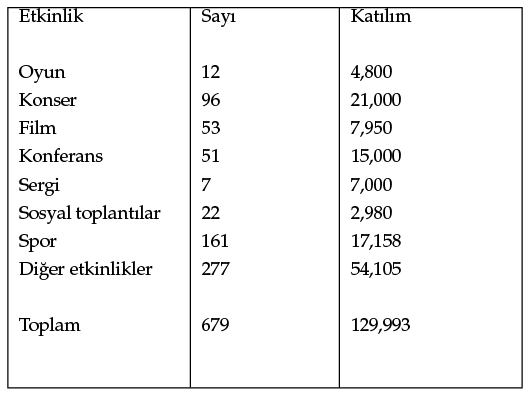 Etkinlik Sayı Katılım
Oyun 12 4,800
Konser 96 21,000
Film 53 7,950
Konferans 51 15,000
Sergi 7 7,000
Sosyal toplantılar 22 2,980
Spor 161 17,158
Diğer etkinlikler 277 54,105
Toplam 679 129,993